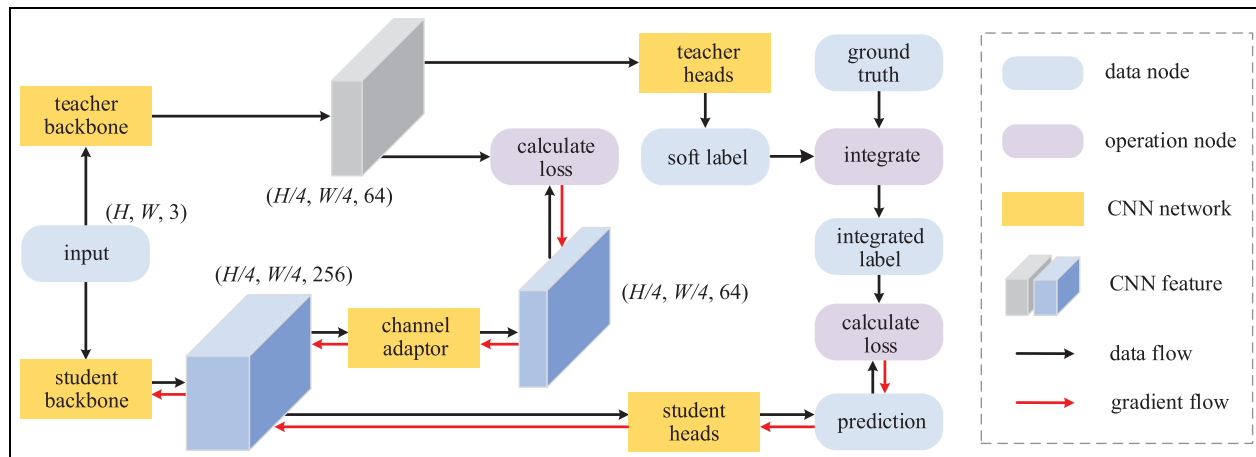 teacher
backbone
(H, W, 3)
input
student
backbone
(H/4, W/4, 64)
(H/4, W/4, 256)
channel
adaptor
calculate
loss
(H/4, W/4, 64)
teacher
heads
soft label
student
heads
ground
truth
integrate
integrated
label
calculate
loss
prediction
data node
operation node
CNN network
CNN feature
data flow
gradient flow